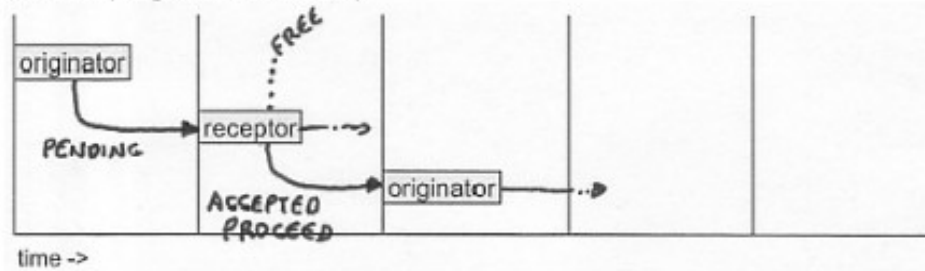 FREE
originator
receptor
PENDING
originator
ACCEPTED
PROCEED
time ->